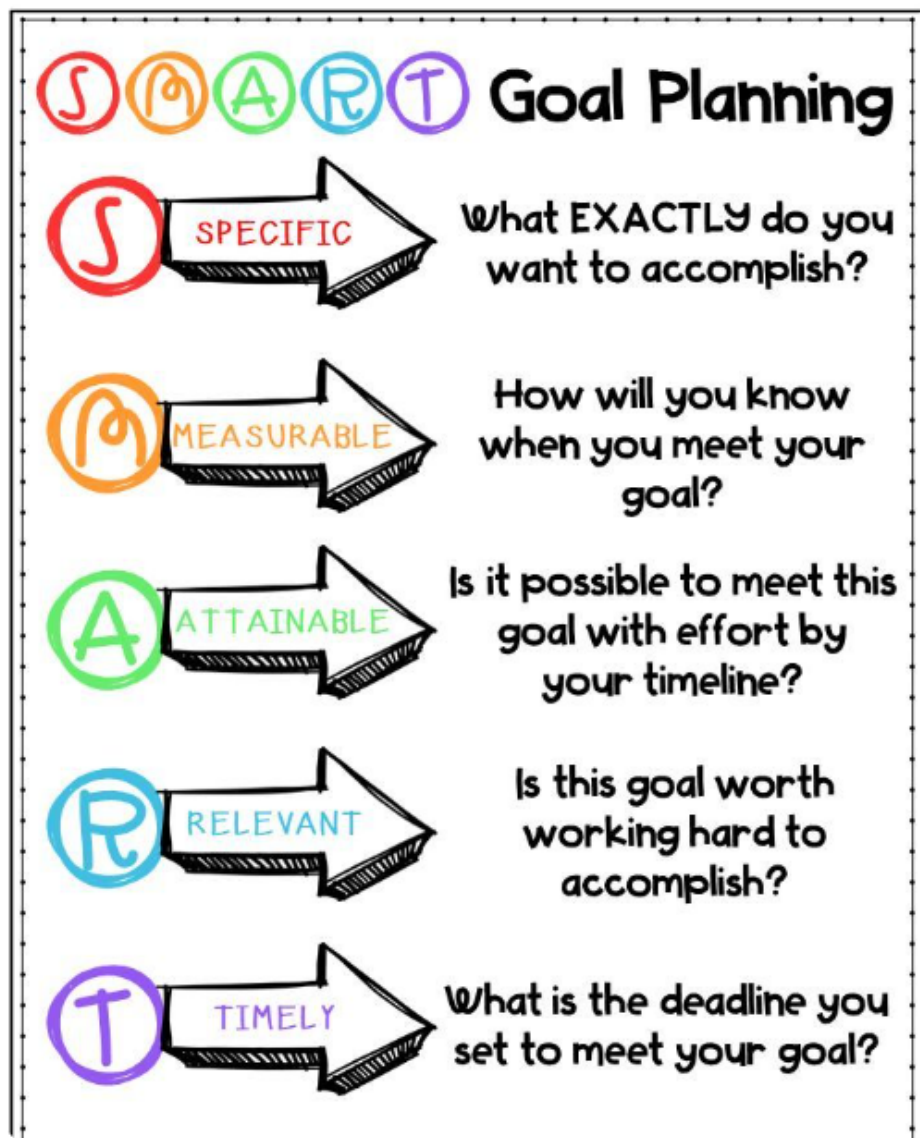 S M A R T Goal Planning
S SPECIFIC What EXACTLY do you
want to accomplish?
M MEASURABLE How will you know
when you meet your
goal?
A ATTAINABLE Is it possible to meet this
goal with effort by
your timeline?
R RELEVANT Is this goal worth
working hard to
accomplish?
T TIMELY What is the deadline you
set to meet your goal?